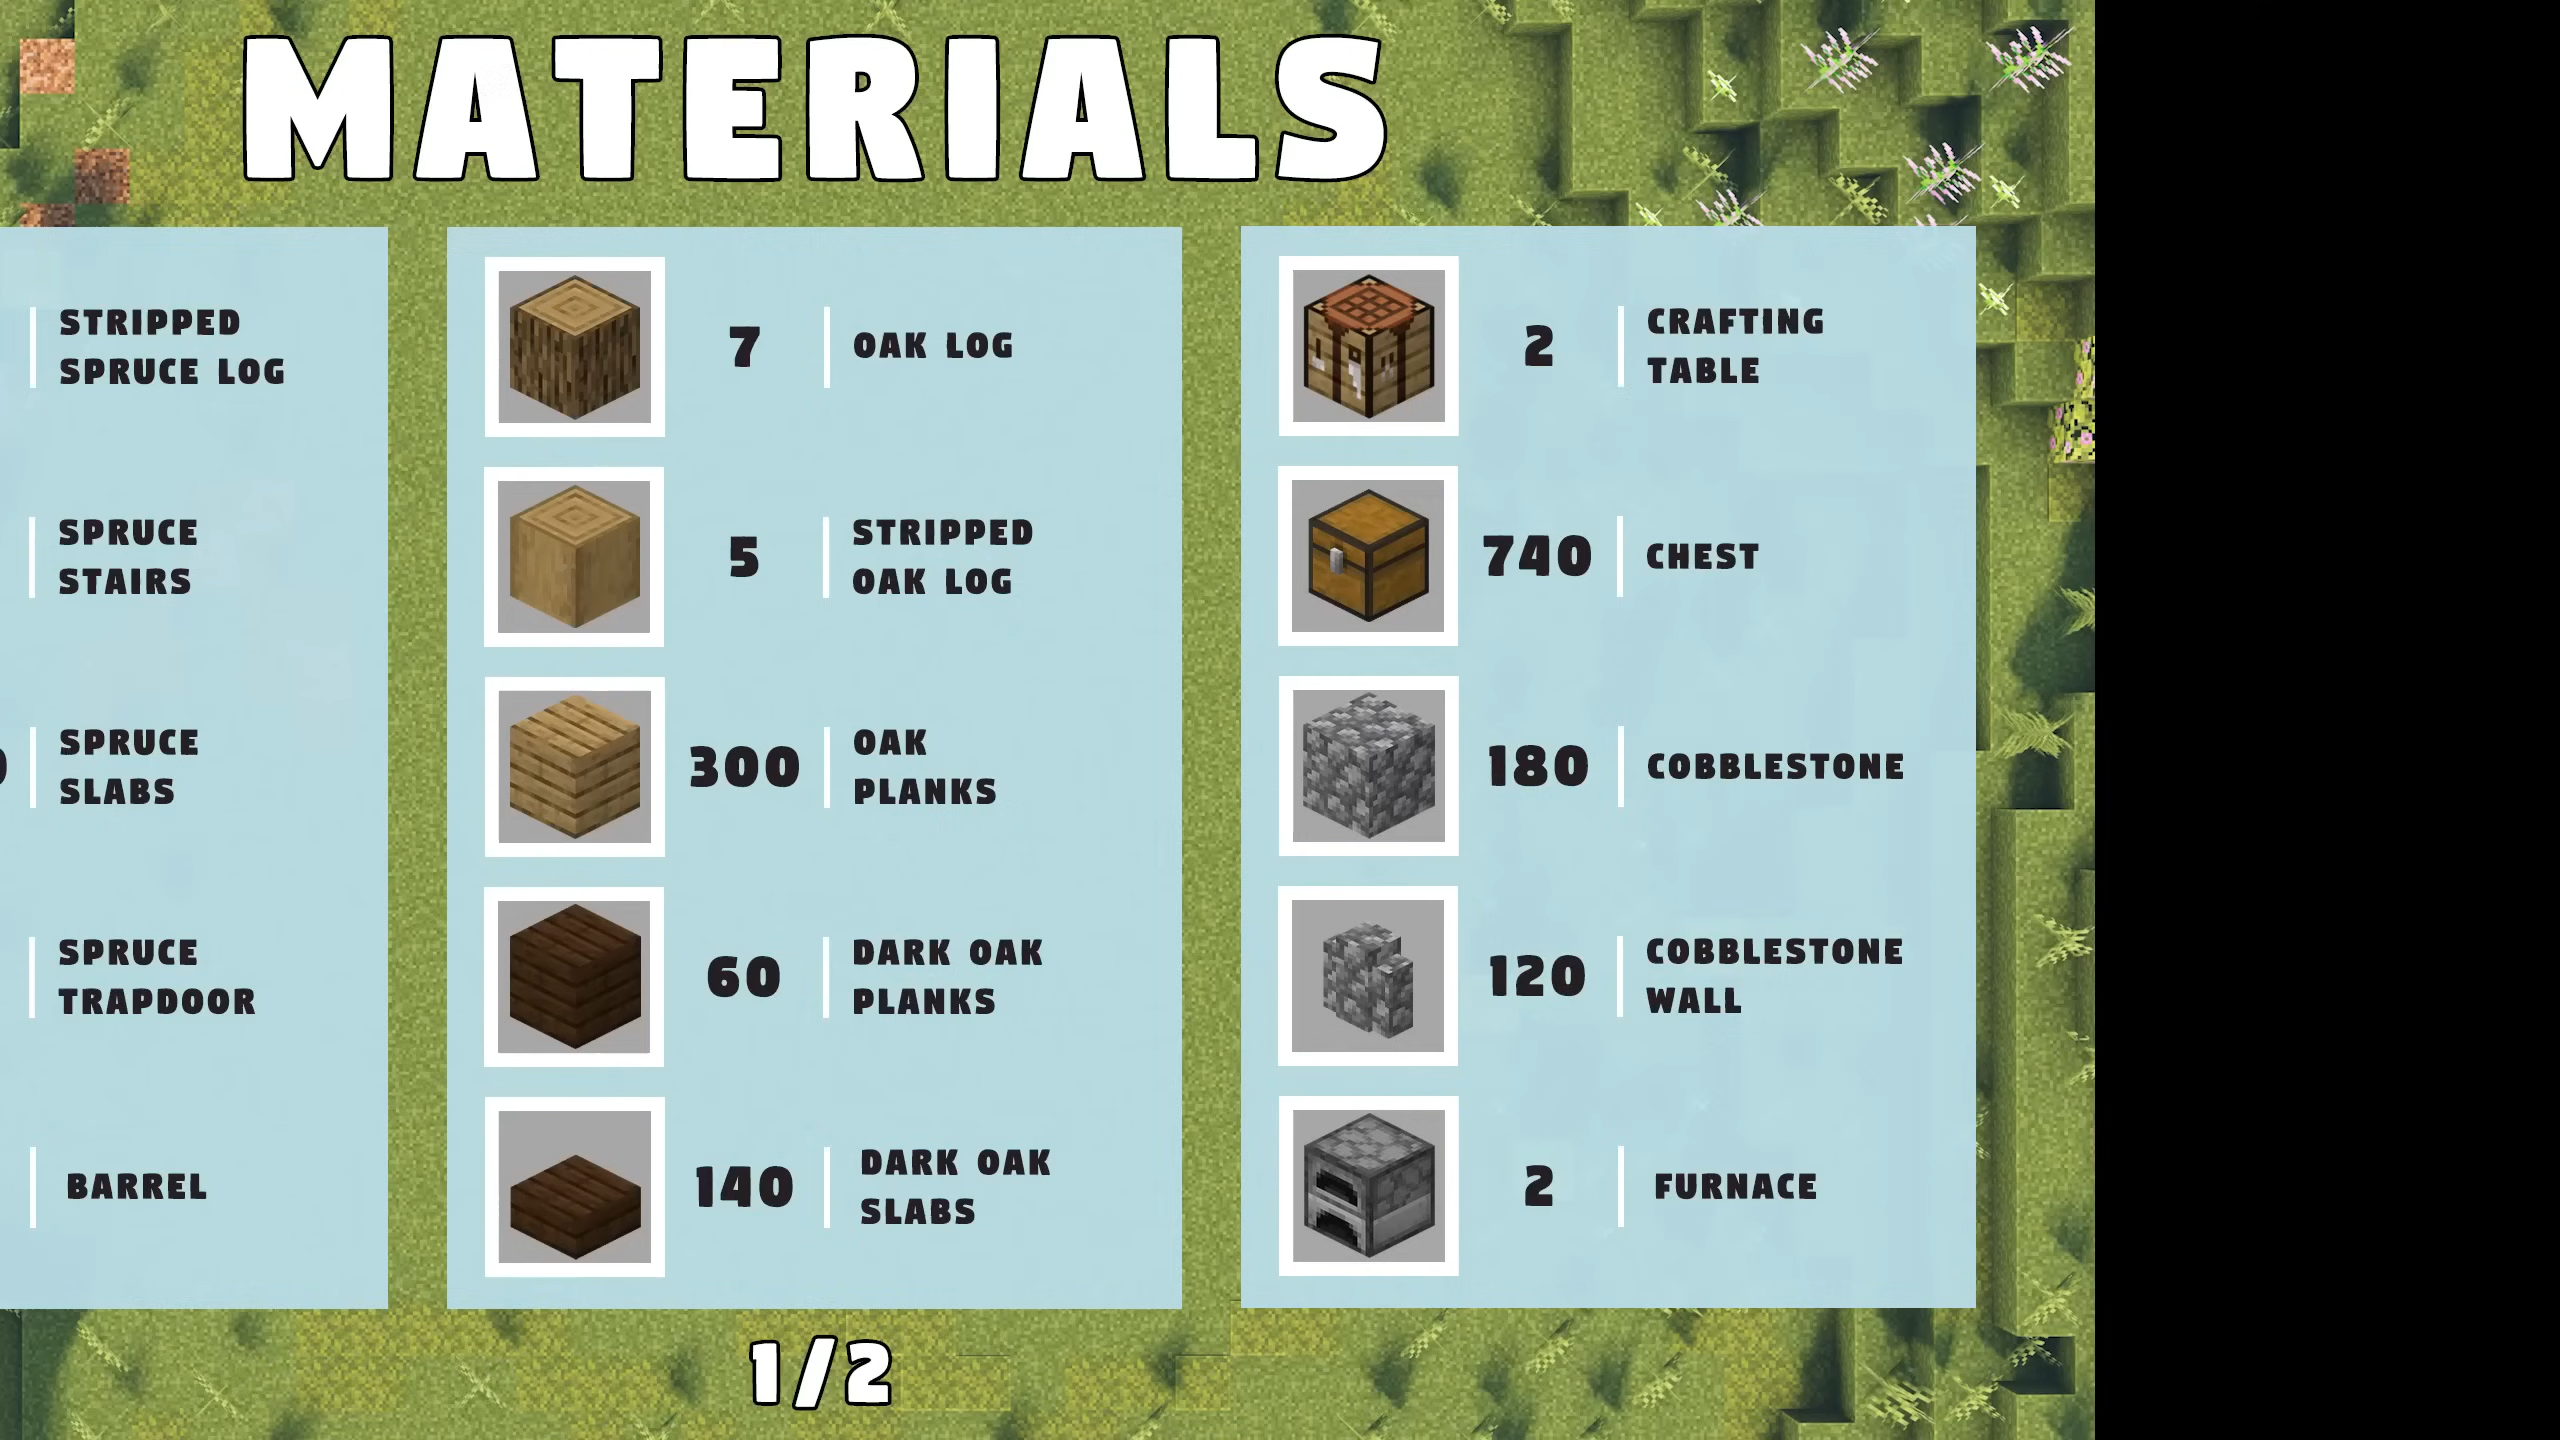 MATERIALS
STRIPPED
SPRUCE LOG
SPRUCE
STAIRS
SPRUCE
SLABS
SPRUCE
TRAPDOOR
BARREL
7 OAK LOG
5 STRIPPED
OAK LOG
300 OAK
PLANKS
60 DARK OAK
PLANKS
140 DARK OAK
SLABS
2 CRAFTING
TABLE
740 CHEST
180 COBBLESTONE
120 COBBLESTONE
WALL
2 FURNACE
1/2